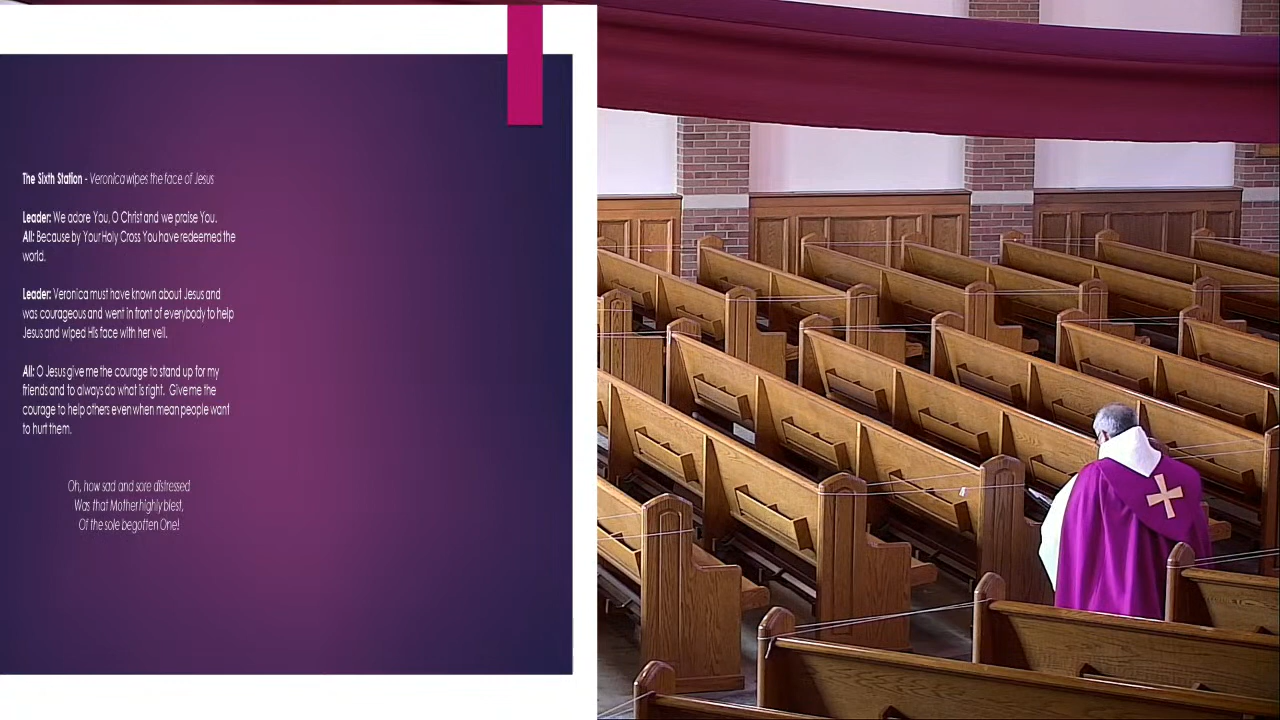 The Sixth Station - Veronica wipes the face of Jesus
Leader: We adore You, O Christ and we praise You.
All: Because by Your Holy Cross You have redeemed the
world.
Leader: Veronica must have known about Jesus and
was courageous and went in front of everybody to help
Jesus and wiped His face with her veil.
All: O Jesus give me the courage to stand up for my
friends and to always do what is right. Give me the
courage to help others even when mean people want
to hurt them.
Oh, how sad and sore distressed
Was that Mother highly blest,
Of the sole begotten One!